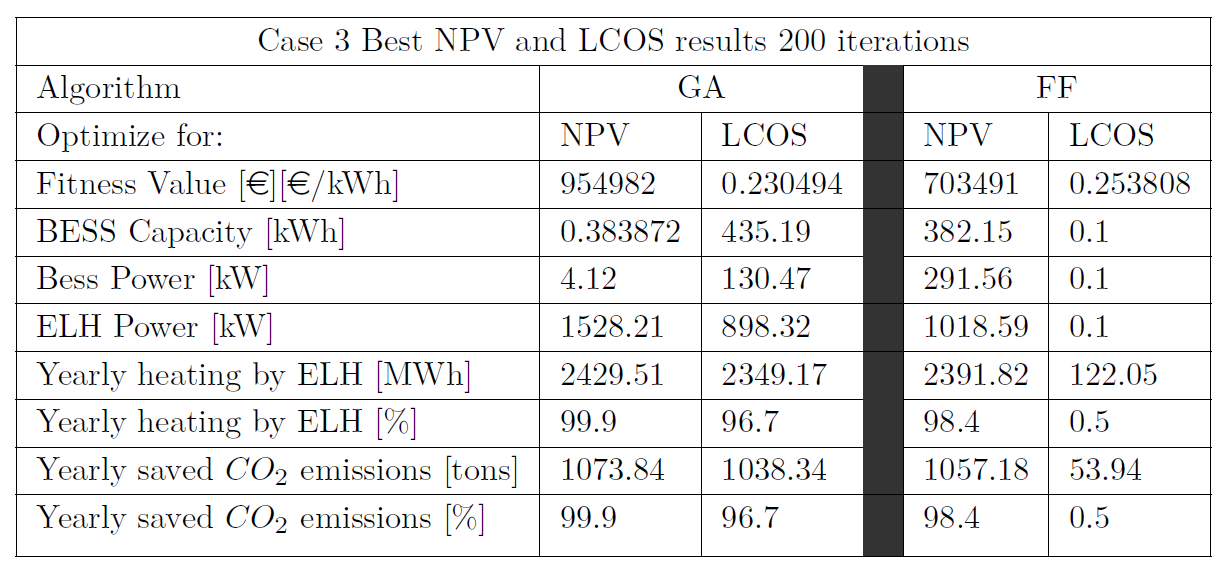 Case 3 Best NPV and LCOS results 200 iterations
Algorithm GA FF
Optimize for: NPV LCOS NPV LCOS
Fitness Value [€][€/kWh] 954982 0.230494 703491 0.253808
BESS Capacity [kWh] 0.383872 435.19 382.15 0.1
Bess Power [kW] 4.12 130.47 291.56 0.1
ELH Power [kW] 1528.21 898.32 1018.59 0.1
Yearly heating by ELH [MWh] 2429.51 2349.17 2391.82 122.05
Yearly heating by ELH [%] 99.9 96.7 98.4 0.5
Yearly saved CO₂ emissions [tons] 1073.84 1038.34 1057.18 53.94
Yearly saved CO₂ emissions [%] 99.9 96.7 98.4 0.5